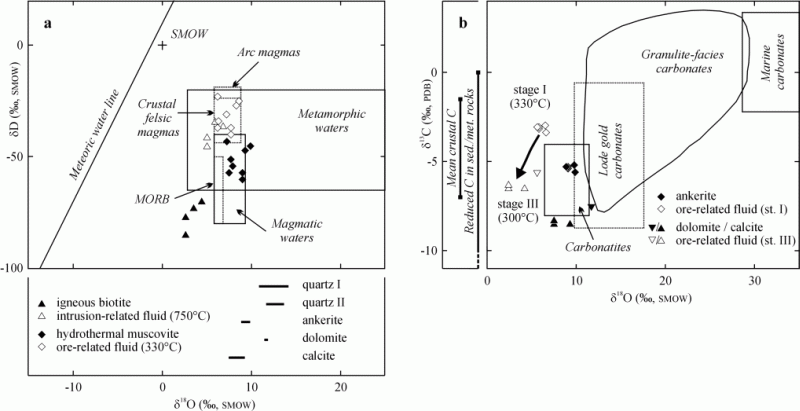 a
SMOW
Arc magmas
Crustal
felsic
magmas
Metamorphic
waters
Meteoric water line
MORB
Magmatic
waters
δD (‰, SMOW)
0
-50
-100
igneous biotite
intrusion-related fluid (750°C)
hydrothermal muscovite
ore-related fluid (330°C)
quartz I
quartz II
ankerite
dolomite
calcite
-10
0
10
20
δ18O (‰, SMOW)
b
Granulite-facies
carbonates
Marine
carbonates
stage I
(330°C)
stage III
(300°C)
Lode gold
carbonates
Carbonatites
Mean crustal C
Reduced C in sed./met. rocks
δ13C (‰, PDB)
0
-5
-10
ankerite
ore-related fluid (st. I)
dolomite / calcite
ore-related fluid (st. III)
0
10
20
30
δ18O (‰, SMOW)